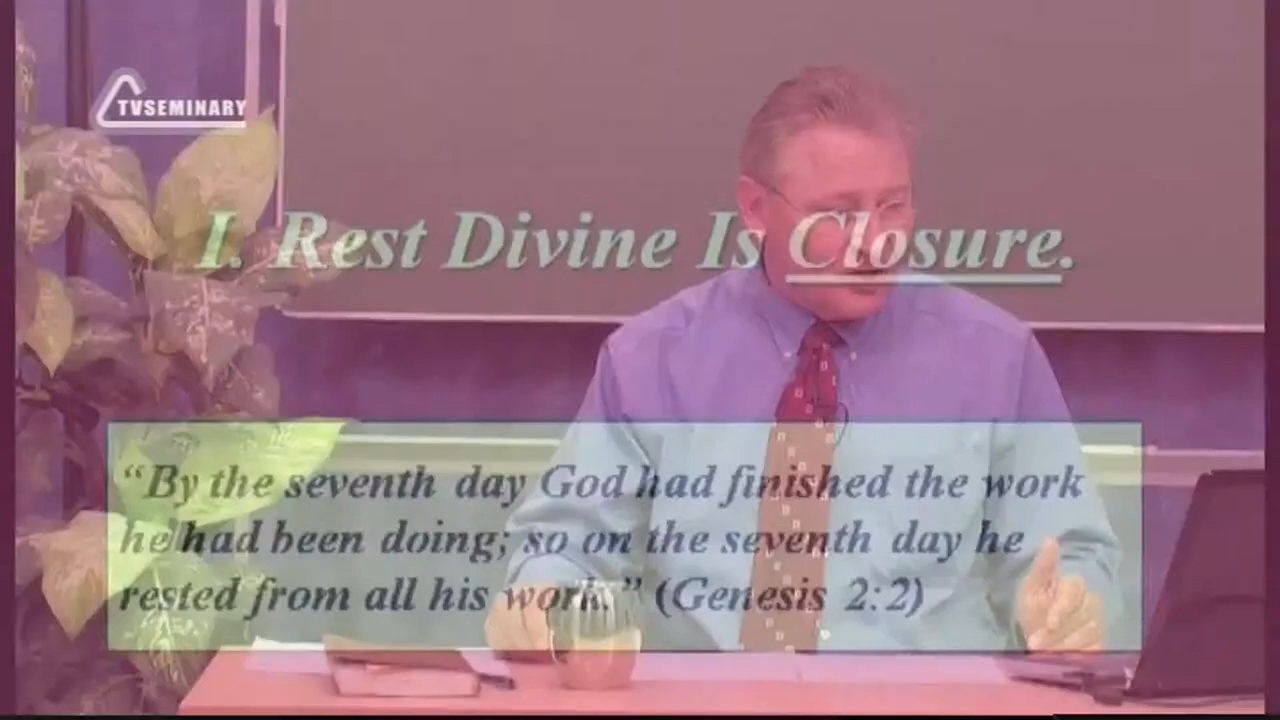 TVSEMINARY
I. Rest Divine Is Closure.
“By the seventh day God had finished the work
he had been doing; so on the seventh day he
rested from all his work.” (Genesis 2:2)